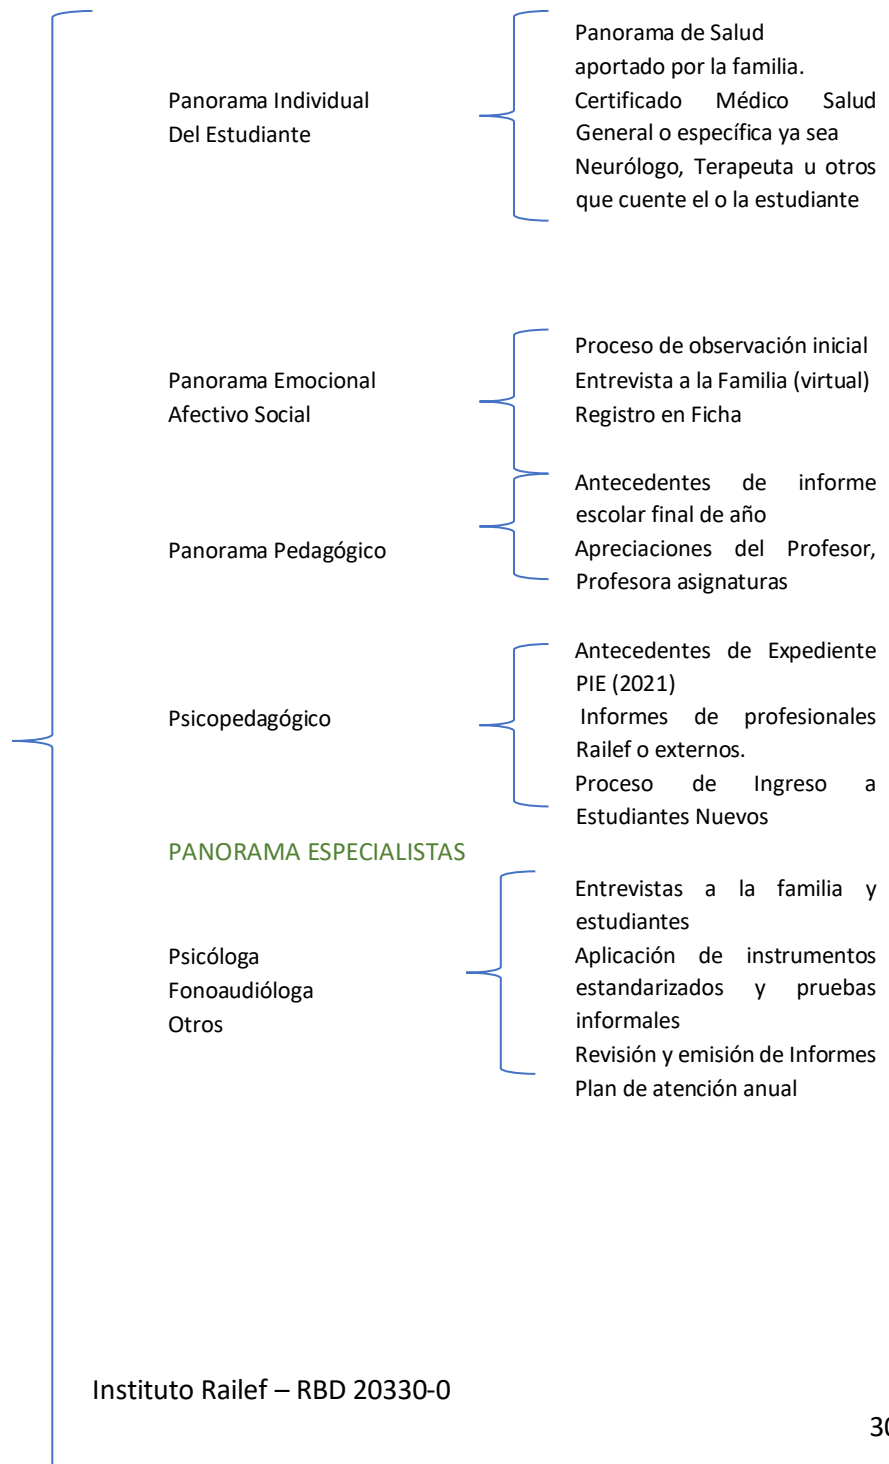 Panorama Individual
Del Estudiante
Panorama de Salud
aportado por la familia.
Certificado Médico Salud
General o específica ya sea
Neurólogo, Terapeuta u otros
que cuente el o la estudiante
Panorama Emocional
Afectivo Social
Proceso de observación inicial
Entrevista a la Familia (virtual)
Registro en Ficha
Panorama Pedagógico
Antecedentes de informe
escolar final de año
Apreciaciones del Profesor,
Profesora asignaturas
Psicopedagógico
Antecedentes de Expediente
PIE (2021)
Informes de profesionales
Railef o externos.
Proceso de Ingreso a
Estudiantes Nuevos
PANORAMA ESPECIALISTAS
Psicóloga
Fonoaudióloga
Otros
Entrevistas a la familia y
estudiantes
Aplicación de instrumentos
estandarizados y pruebas
informales
Revisión y emisión de Informes
Plan de atención anual
Instituto Railef – RBD 20330-0
30